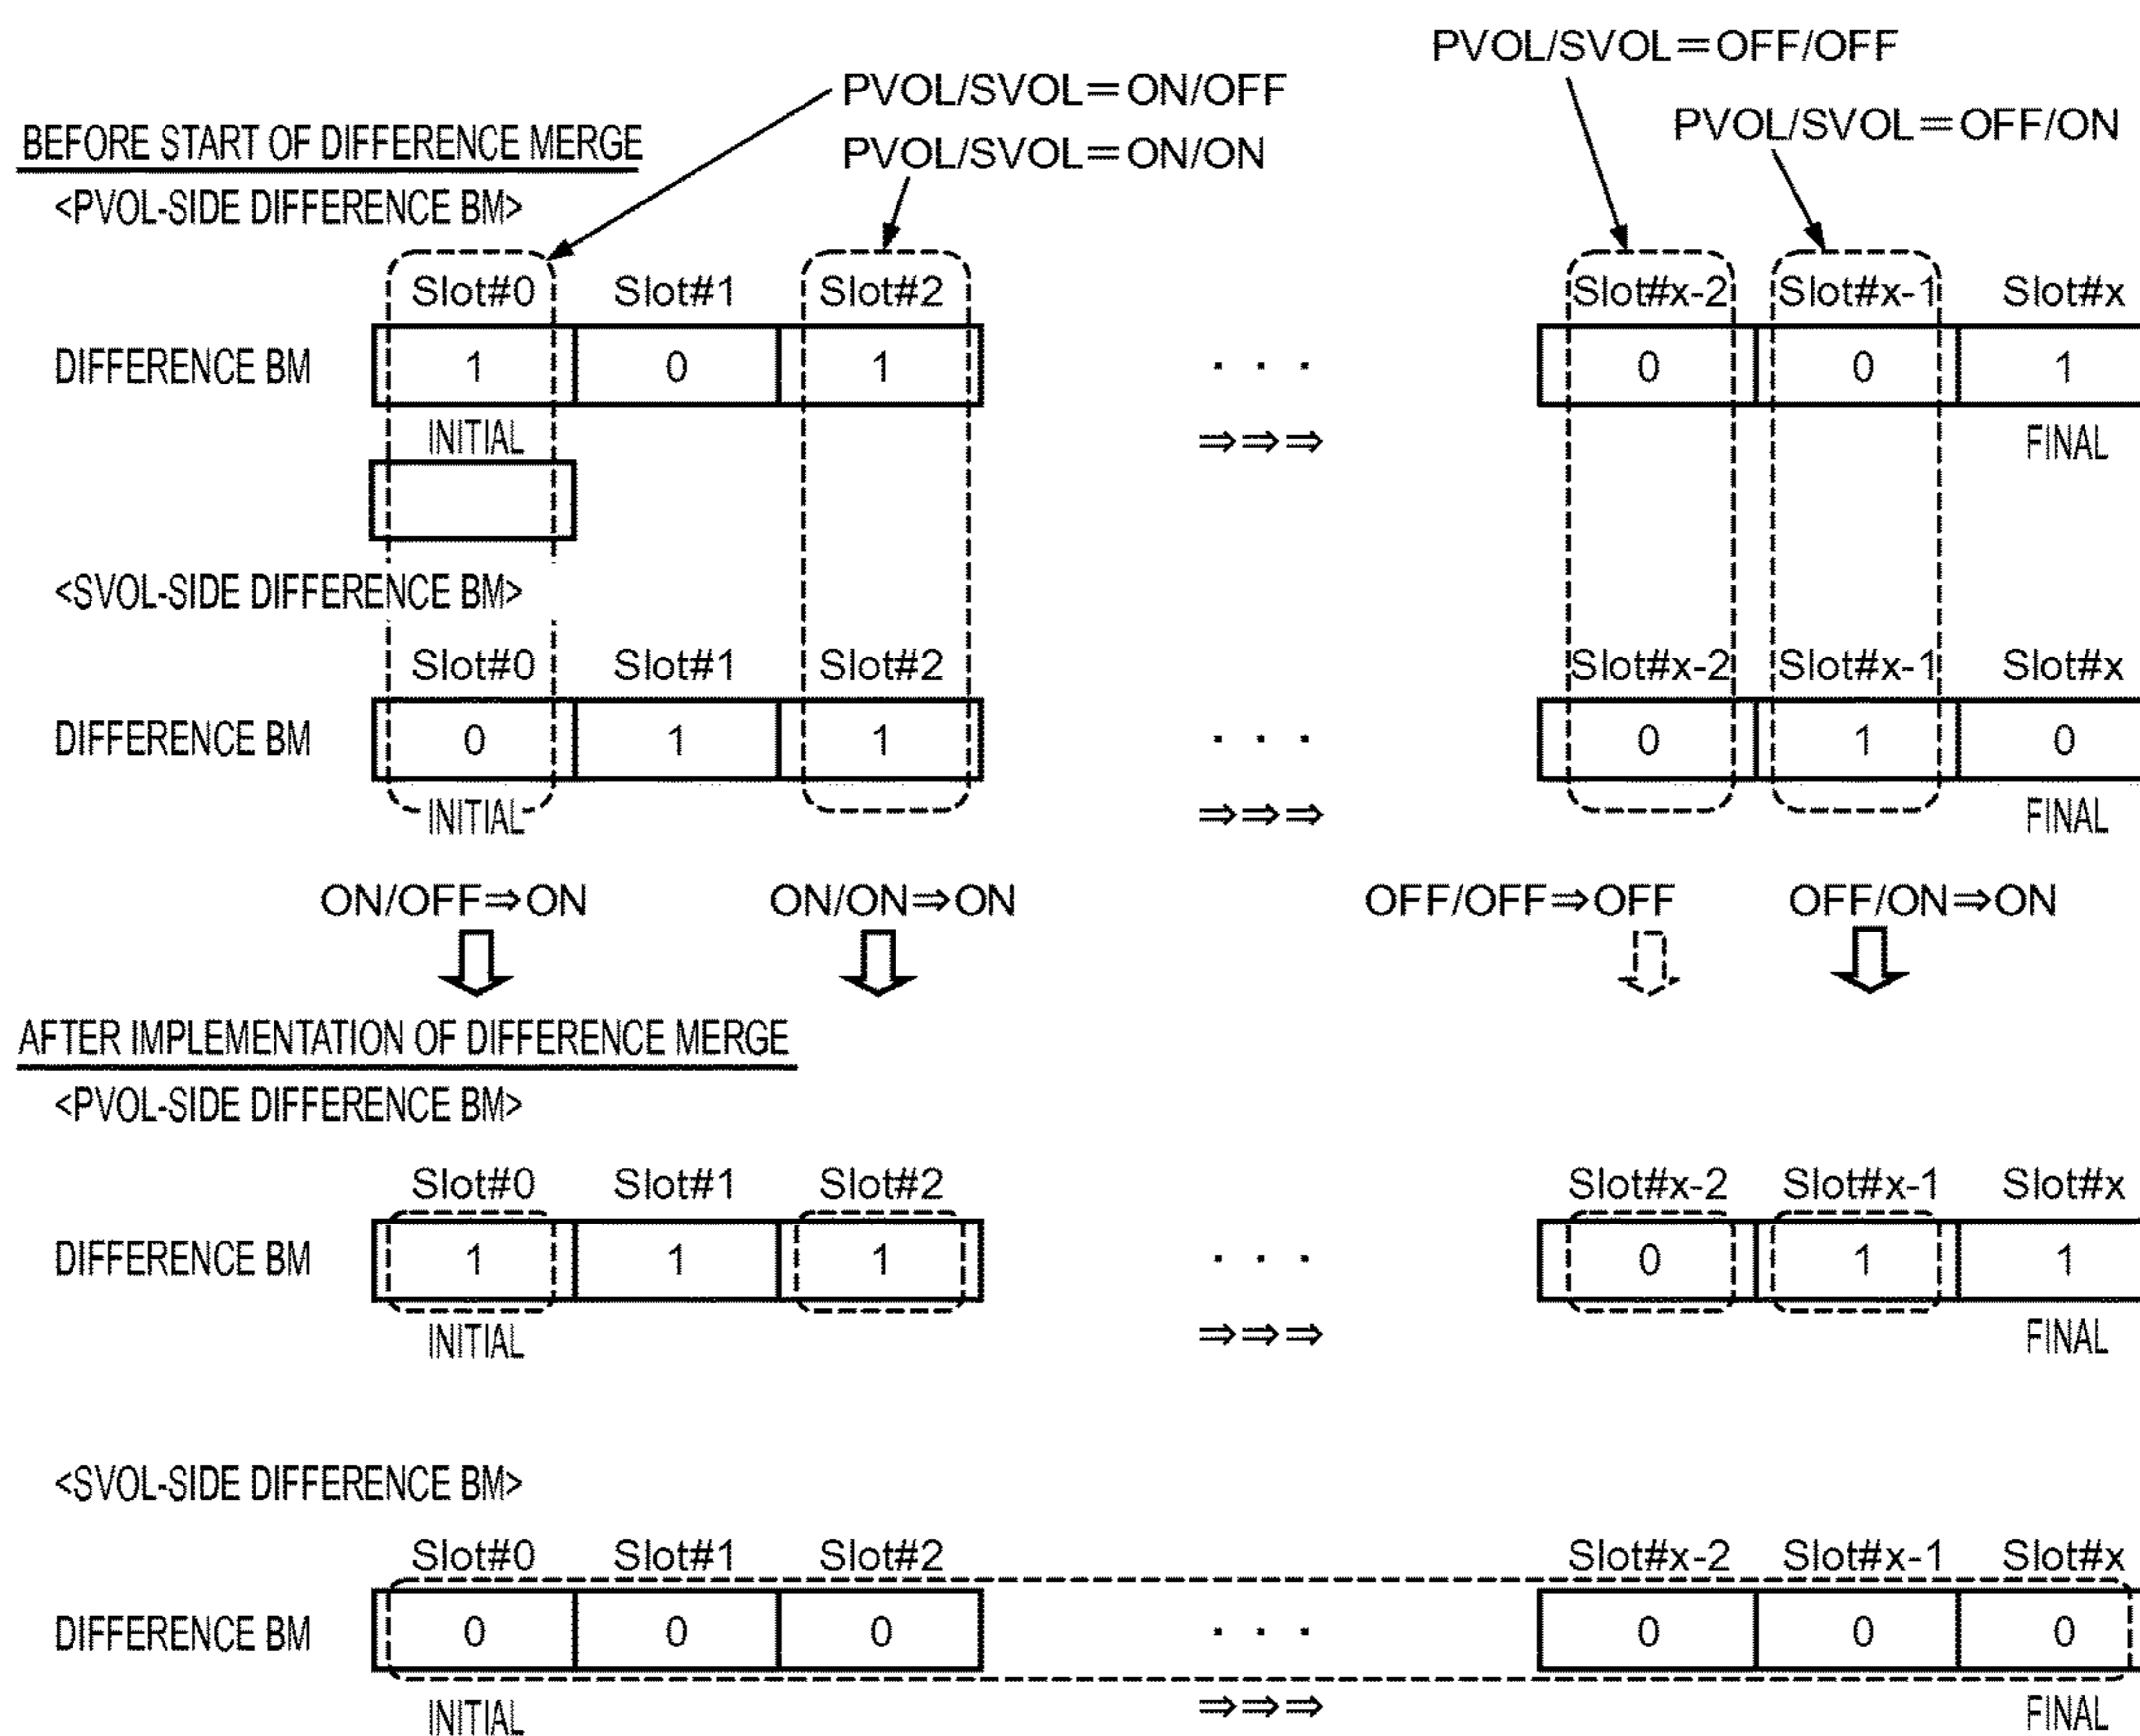 PVOL/SVOL=OFF/OFF
PVOL/SVOL=ON/OFF
PVOL/SVOL=OFF/ON
BEFORE START OF DIFFERENCE MERGE
PVOL/SVOL=ON/ON
<PVOL-SIDE DIFFERENCE BM>
Slot#0 Slot#1 Slot#2 Slot#x-2 Slot#x-1 Slot#x
DIFFERENCE BM 1 0 1 · · · 0 0 1
INITIAL ⇒⇒⇒ FINAL
<SVOL-SIDE DIFFERENCE BM>
Slot#0 Slot#1 Slot#2 Slot#x-2 Slot#x-1 Slot#x
DIFFERENCE BM 0 1 1 · · · 0 1 0
INITIAL ⇒⇒⇒ FINAL
ON/OFF⇒ON ON/ON⇒ON OFF/OFF⇒OFF OFF/ON⇒ON
AFTER IMPLEMENTATION OF DIFFERENCE MERGE
<PVOL-SIDE DIFFERENCE BM>
Slot#0 Slot#1 Slot#2 Slot#x-2 Slot#x-1 Slot#x
DIFFERENCE BM 1 1 1 · · · 0 1 1
INITIAL ⇒⇒⇒ FINAL
<SVOL-SIDE DIFFERENCE BM>
Slot#0 Slot#1 Slot#2 Slot#x-2 Slot#x-1 Slot#x
DIFFERENCE BM 0 0 0 · · · 0 0 0
INITIAL ⇒⇒⇒ FINAL